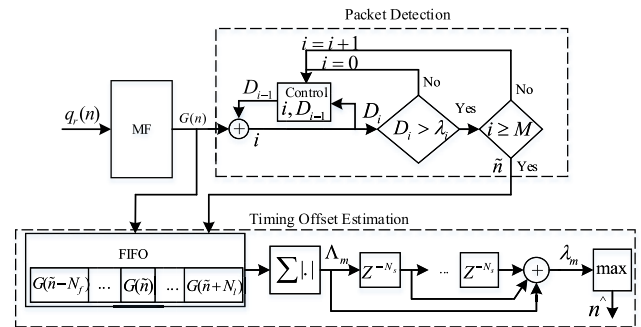 Packet Detection
i = i + 1
i = 0
No
No
Control
i, D_{i-1}
D_{i-1}
D_i
q_r(n)
MF
G(n)
+
i
D_i > λ_i
Yes
i ≥ M
ñ
Yes
Timing Offset Estimation
FIFO
G(ñ−N_f) ... G(ñ) ... G(ñ+N_l)
∑|.|
Λ_m
Z^{-N_s} ... Z^{-N_s}
+
λ_m
max
n^